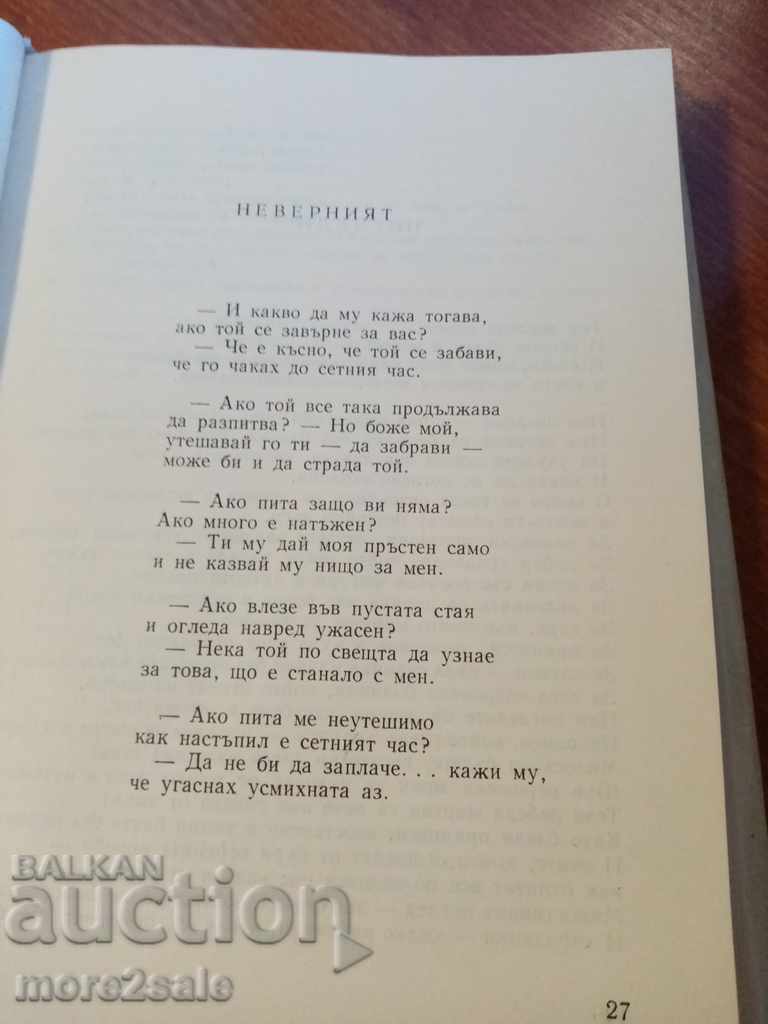 НЕВЕРНИЯТ
— И какво да му кажа тогава,
ако той се завърне за вас?
— Че е късно, че той се забави,
че го чаках до сетния час.
— Ако той все така продължава
да разпитва? — Но боже мой,
утешавай го ти — да забрави —
може би и да страда той.
— Ако пита защо ви няма?
Ако много е натъжен?
— Ти му дай моя пръстен само
и не казвай му нищо за мен.
— Ако влезе във пустата стая
и огледа навред ужасен?
— Нека той по свещта да узнае
за това, що е станало с мен.
— Ако пита ме неутешимо
как настъпил е сетният час?
— Да не би да заплаче. . . кажи му,
че угаснах усмихната аз.
BALKAN
auction
more2sale
27